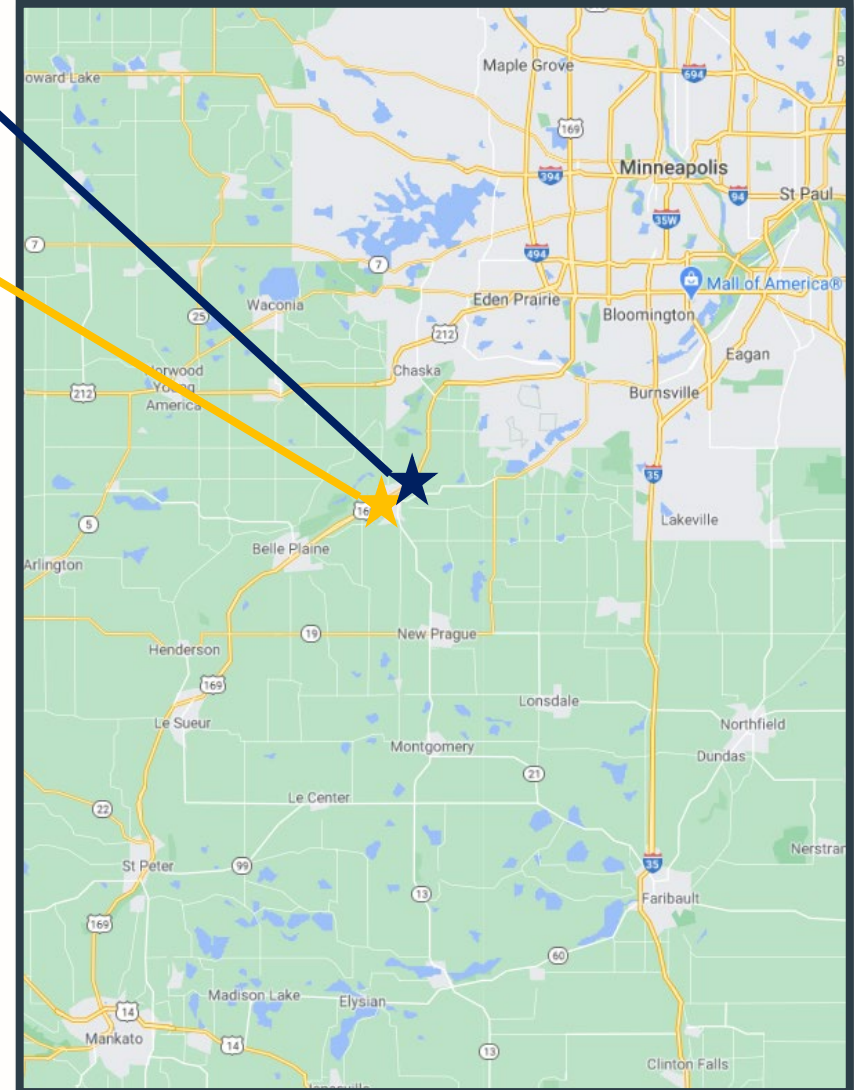 oward Lake
Maple Grove
694
169
Minneapolis
394
94
St Paul
35W
7
494
7
Mall of America®
Waconia
Eden Prairie
25
Bloomington
212
Eagan
orwood
Young
America
Chaska
212
Burnsville
35
16
5
Lakeville
Belle Plaine
Arlington
19
New Prague
Henderson
169
Lonsdale
Le Sueur
Northfield
Montgomery
Dundas
21
Le Center
22
Nerstran
St Peter
99
35
13
Faribault
169
60
Madison Lake
Elysian
14
Mankato
14
13
Clinton Falls